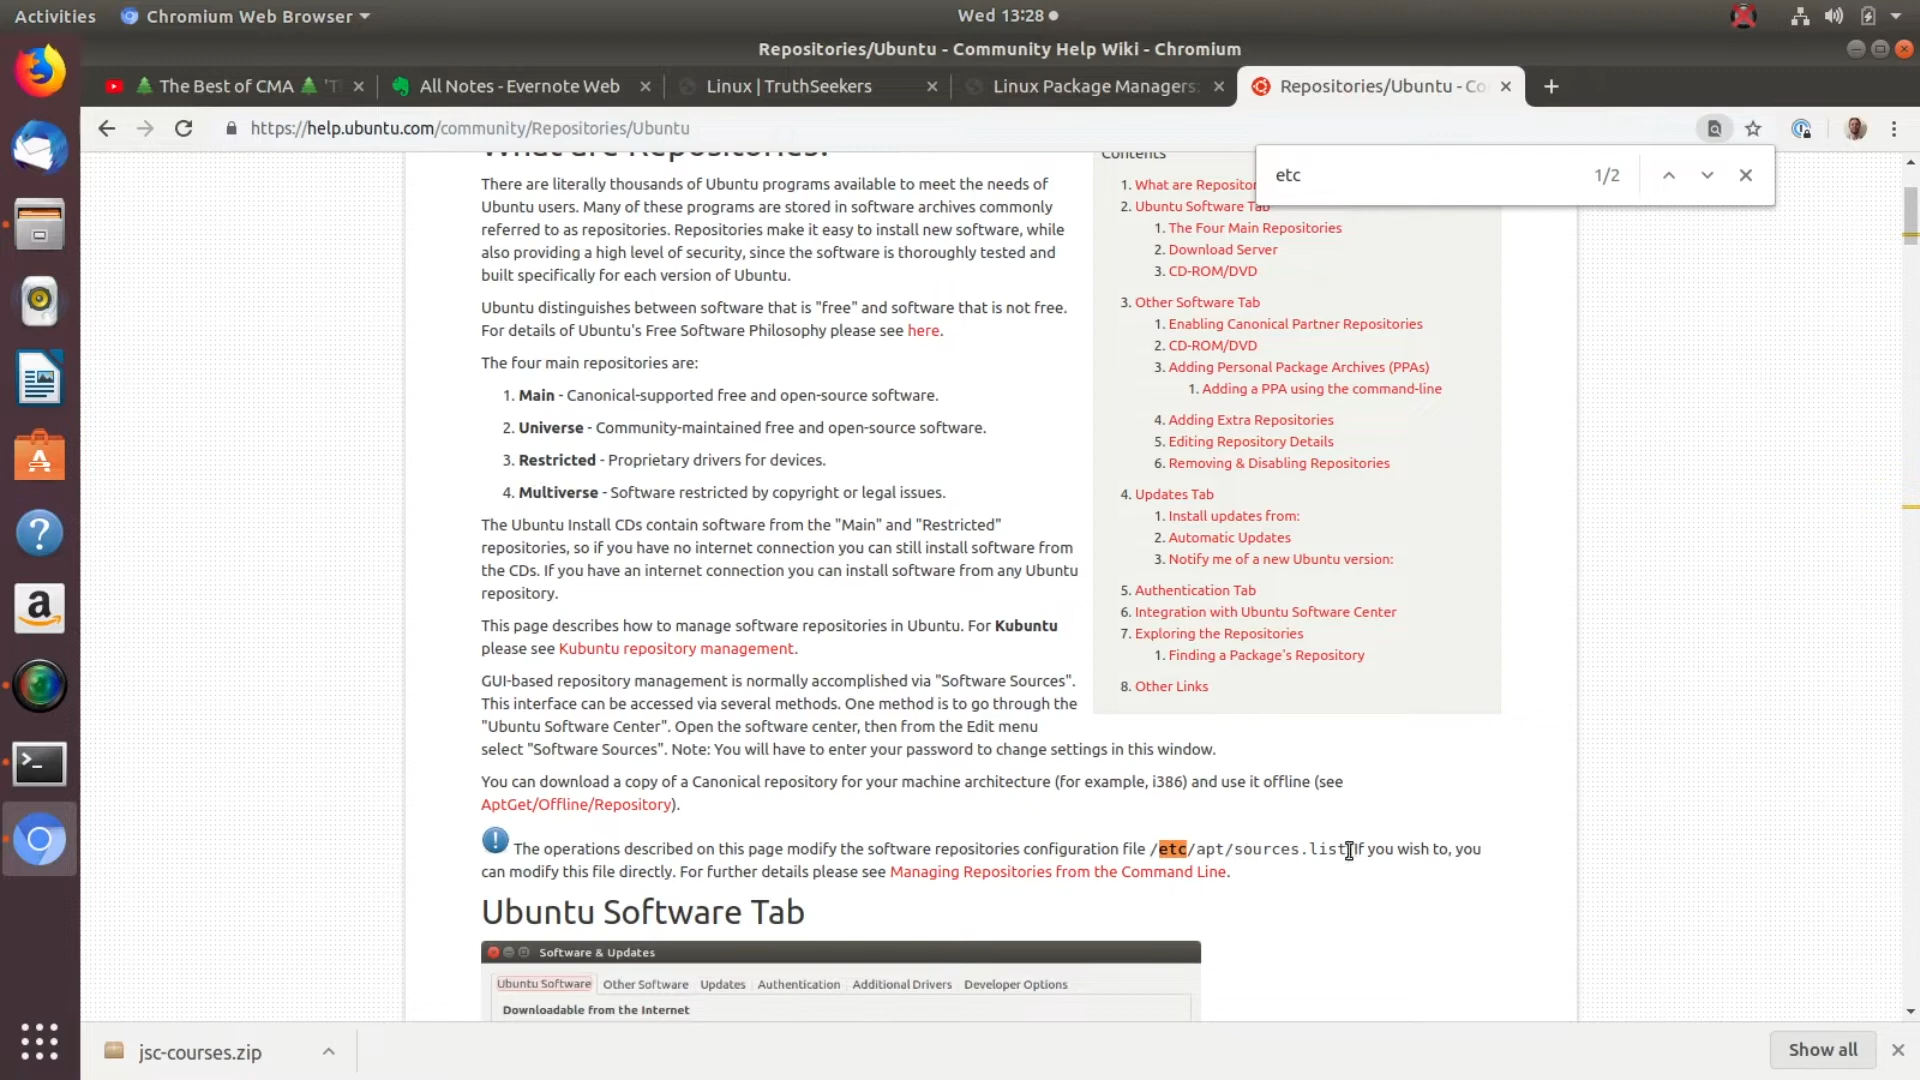 Activities
Chromium Web Browser
Wed 13:28
Repositories/Ubuntu - Community Help Wiki - Chromium
The Best of CMA
All Notes - Evernote Web
Linux | TruthSeekers
Linux Package Managers:
Repositories/Ubuntu - Co
https://help.ubuntu.com/community/Repositories/Ubuntu
etc
1/2
There are literally thousands of Ubuntu programs available to meet the needs of
Ubuntu users. Many of these programs are stored in software archives commonly
referred to as repositories. Repositories make it easy to install new software, while
also providing a high level of security, since the software is thoroughly tested and
built specifically for each version of Ubuntu.
Ubuntu distinguishes between software that is "free" and software that is not free.
For details of Ubuntu's Free Software Philosophy please see here.
The four main repositories are:
1. Main - Canonical-supported free and open-source software.
2. Universe - Community-maintained free and open-source software.
3. Restricted - Proprietary drivers for devices.
4. Multiverse - Software restricted by copyright or legal issues.
The Ubuntu Install CDs contain software from the "Main" and "Restricted"
repositories, so if you have no internet connection you can still install software from
the CDs. If you have an internet connection you can install software from any Ubuntu
repository.
This page describes how to manage software repositories in Ubuntu. For Kubuntu
please see Kubuntu repository management.
GUI-based repository management is normally accomplished via "Software Sources".
This interface can be accessed via several methods. One method is to go through the
"Ubuntu Software Center". Open the software center, then from the Edit menu
select "Software Sources". Note: You will have to enter your password to change settings in this window.
You can download a copy of a Canonical repository for your machine architecture (for example, i386) and use it offline (see
AptGet/Offline/Repository).
The operations described on this page modify the software repositories configuration file /etc/apt/sources.list If you wish to, you
can modify this file directly. For further details please see Managing Repositories from the Command Line.
Ubuntu Software Tab
Software & Updates
Ubuntu Software
Other Software
Updates
Authentication
Additional Drivers
Developer Options
Downloadable from the Internet
Contents
1. What are Repositor
2. Ubuntu Software Tab
1. The Four Main Repositories
2. Download Server
3. CD-ROM/DVD
3. Other Software Tab
1. Enabling Canonical Partner Repositories
2. CD-ROM/DVD
3. Adding Personal Package Archives (PPAs)
1. Adding a PPA using the command-line
4. Adding Extra Repositories
5. Editing Repository Details
6. Removing & Disabling Repositories
4. Updates Tab
1. Install updates from:
2. Automatic Updates
3. Notify me of a new Ubuntu version:
5. Authentication Tab
6. Integration with Ubuntu Software Center
7. Exploring the Repositories
1. Finding a Package's Repository
8. Other Links
jsc-courses.zip
Show all